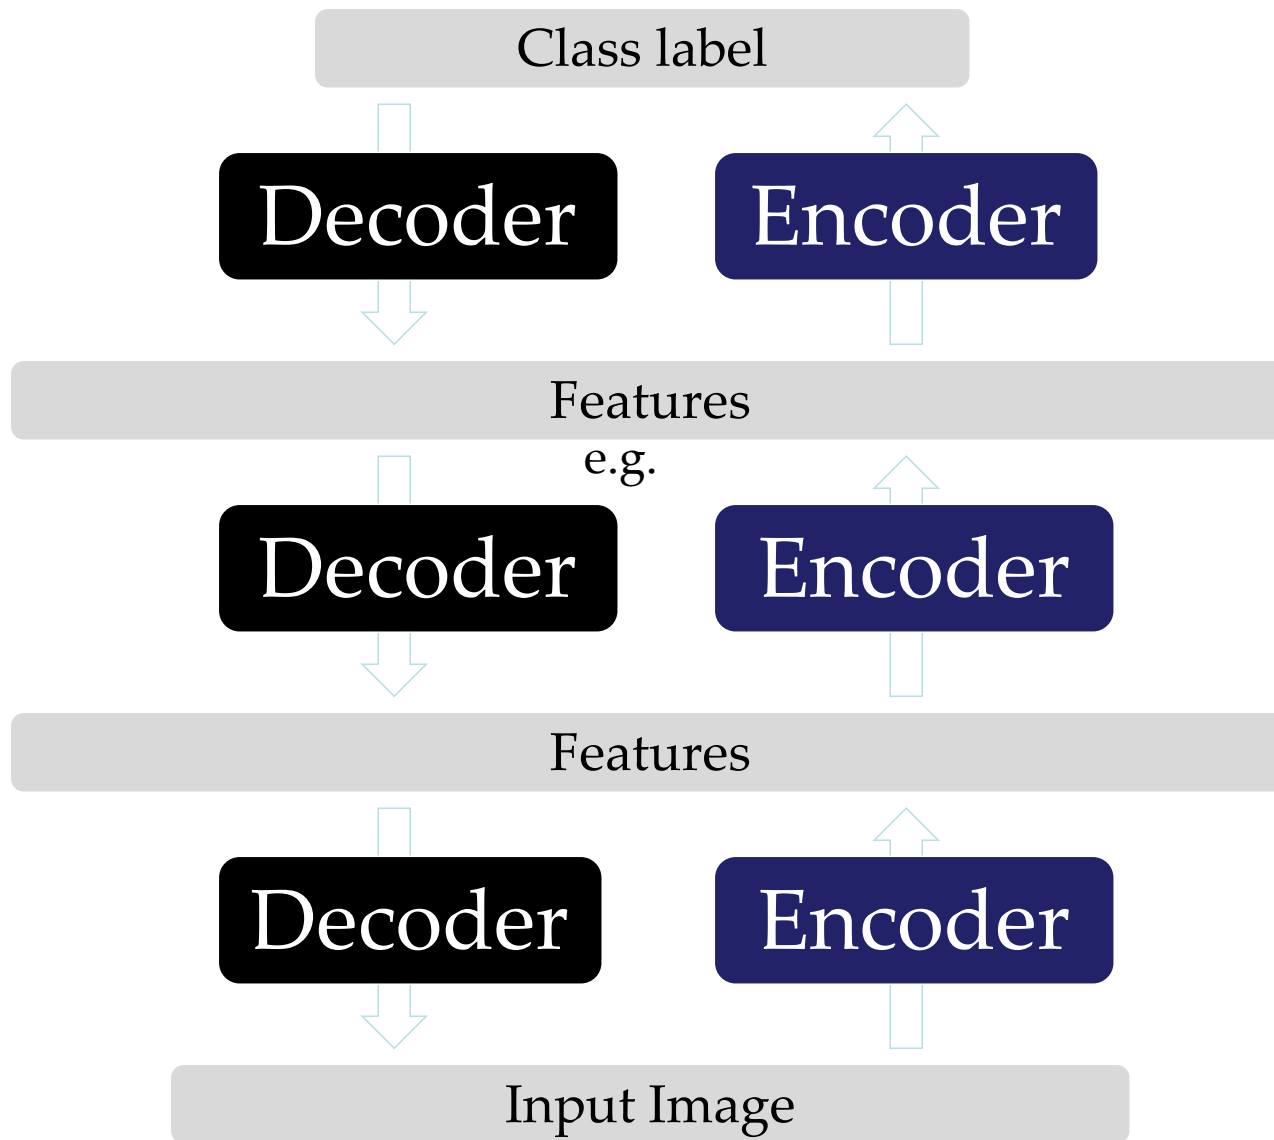 Class label
Decoder
Encoder
Features
e.g.
Decoder
Encoder
Features
Decoder
Encoder
Input Image